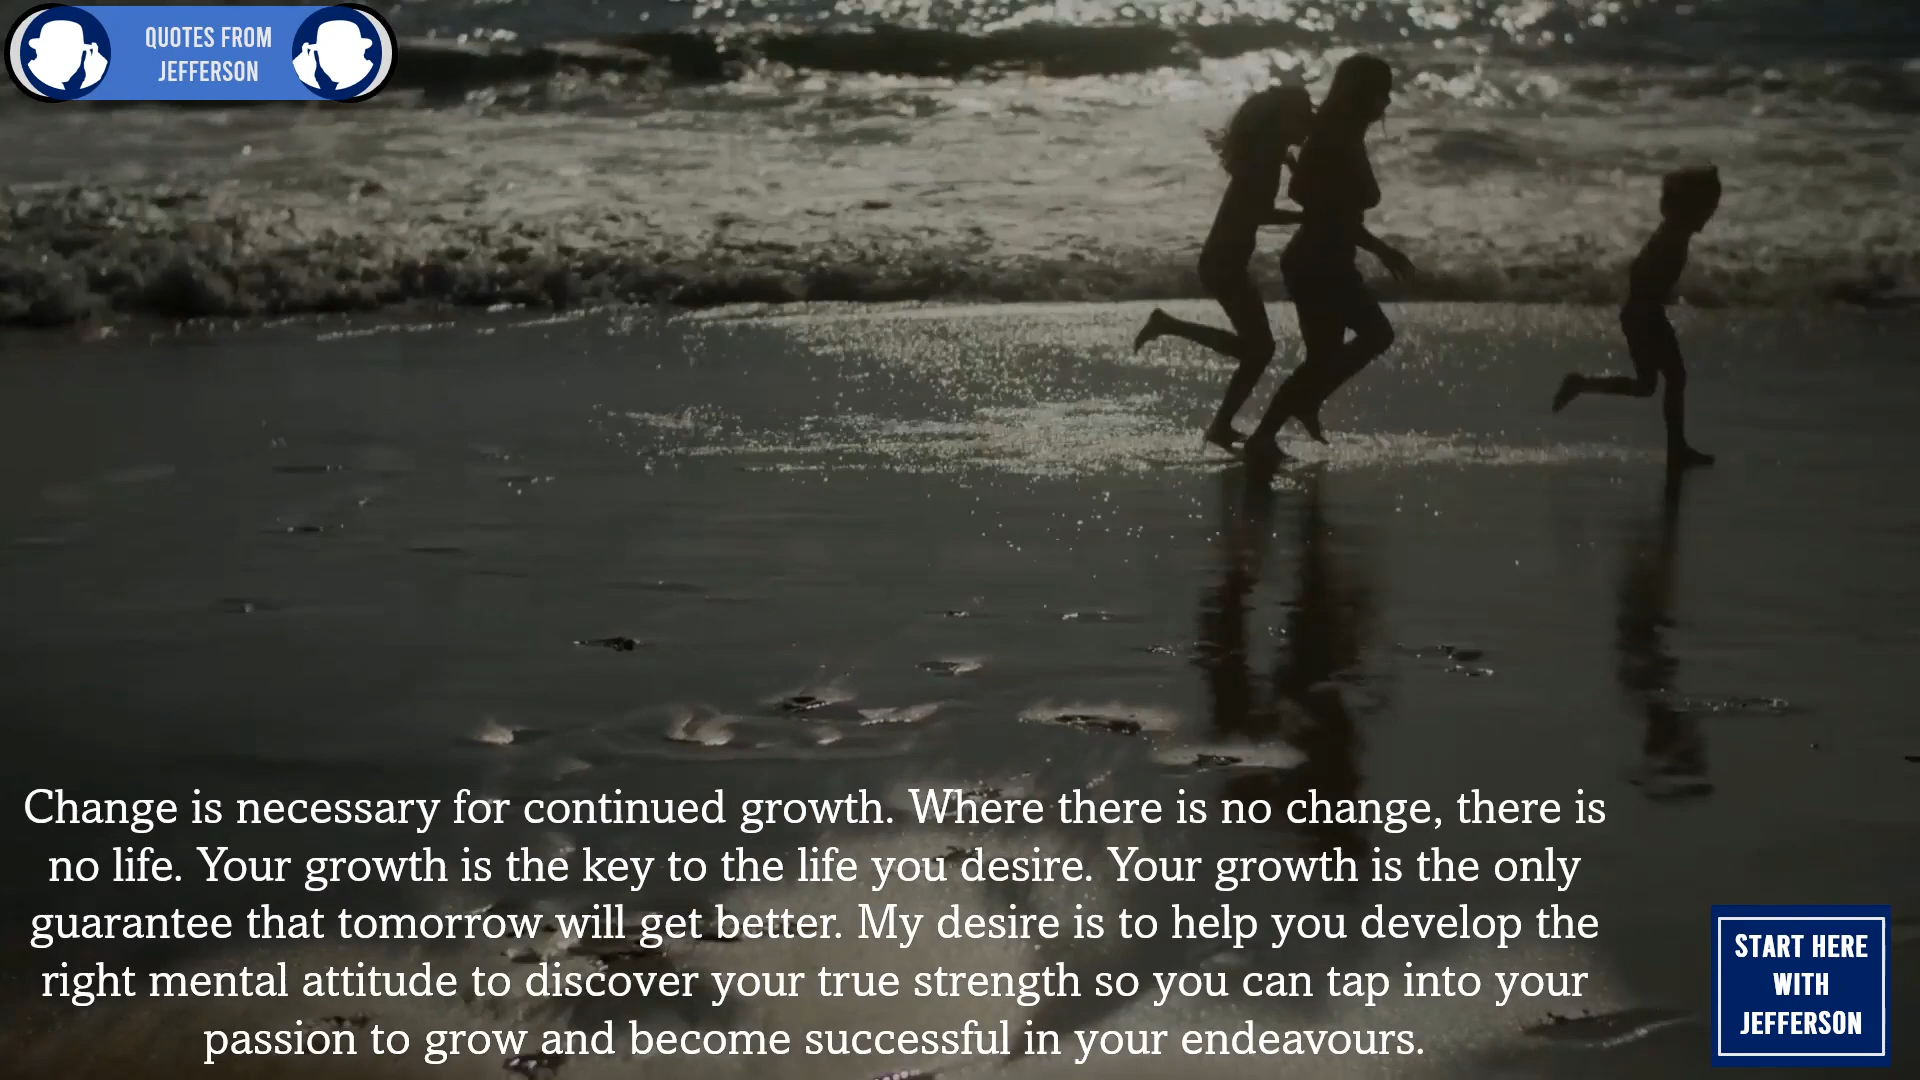 QUOTES FROM
JEFFERSON
Change is necessary for continued growth. Where there is no change, there is
no life. Your growth is the key to the life you desire. Your growth is the only
guarantee that tomorrow will get better. My desire is to help you develop the
right mental attitude to discover your true strength so you can tap into your
passion to grow and become successful in your endeavours.
START HERE
WITH
JEFFERSON